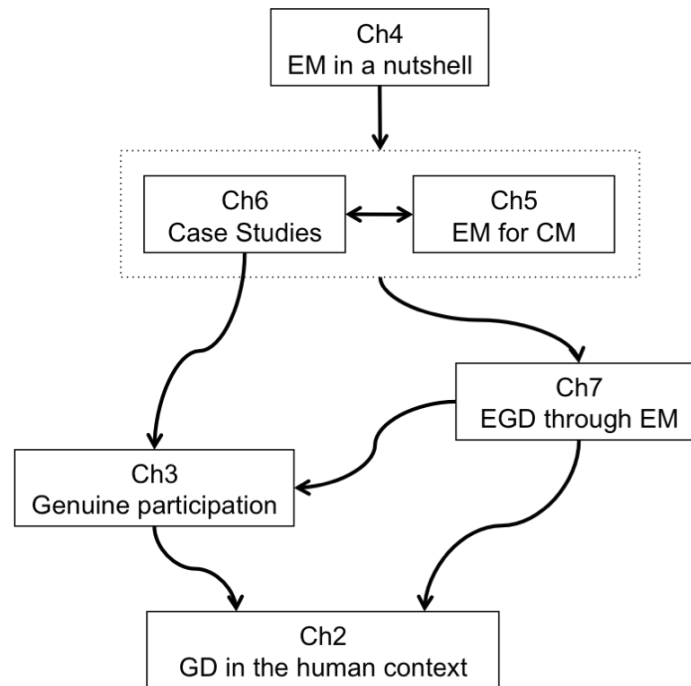 Ch4
EM in a nutshell
Ch6
Case Studies
Ch5
EM for CM
Ch7
EGD through EM
Ch3
Genuine participation
Ch2
GD in the human context